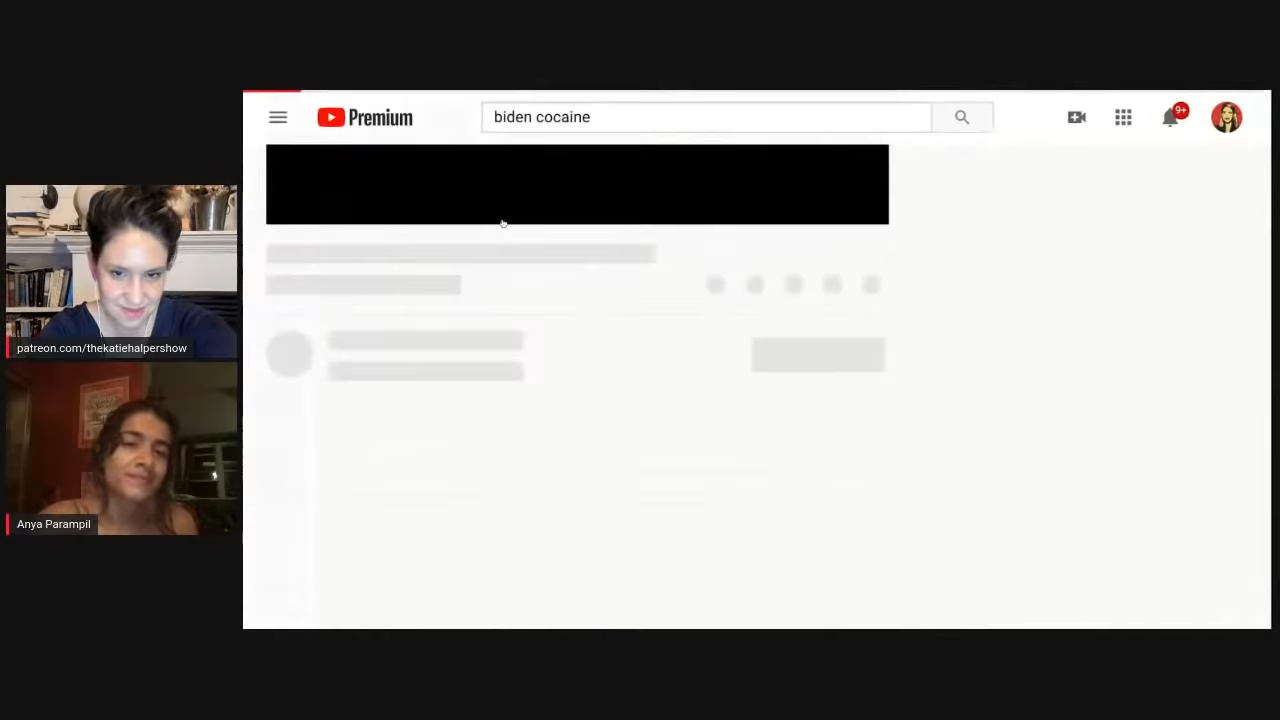 Premium
biden cocaine
9+
patreon.com/thekatiehalpershow
Anya Parampil